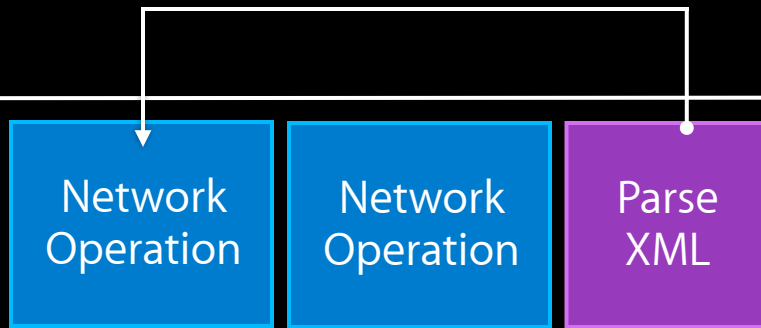 Network
Operation
Network
Operation
Parse
XML